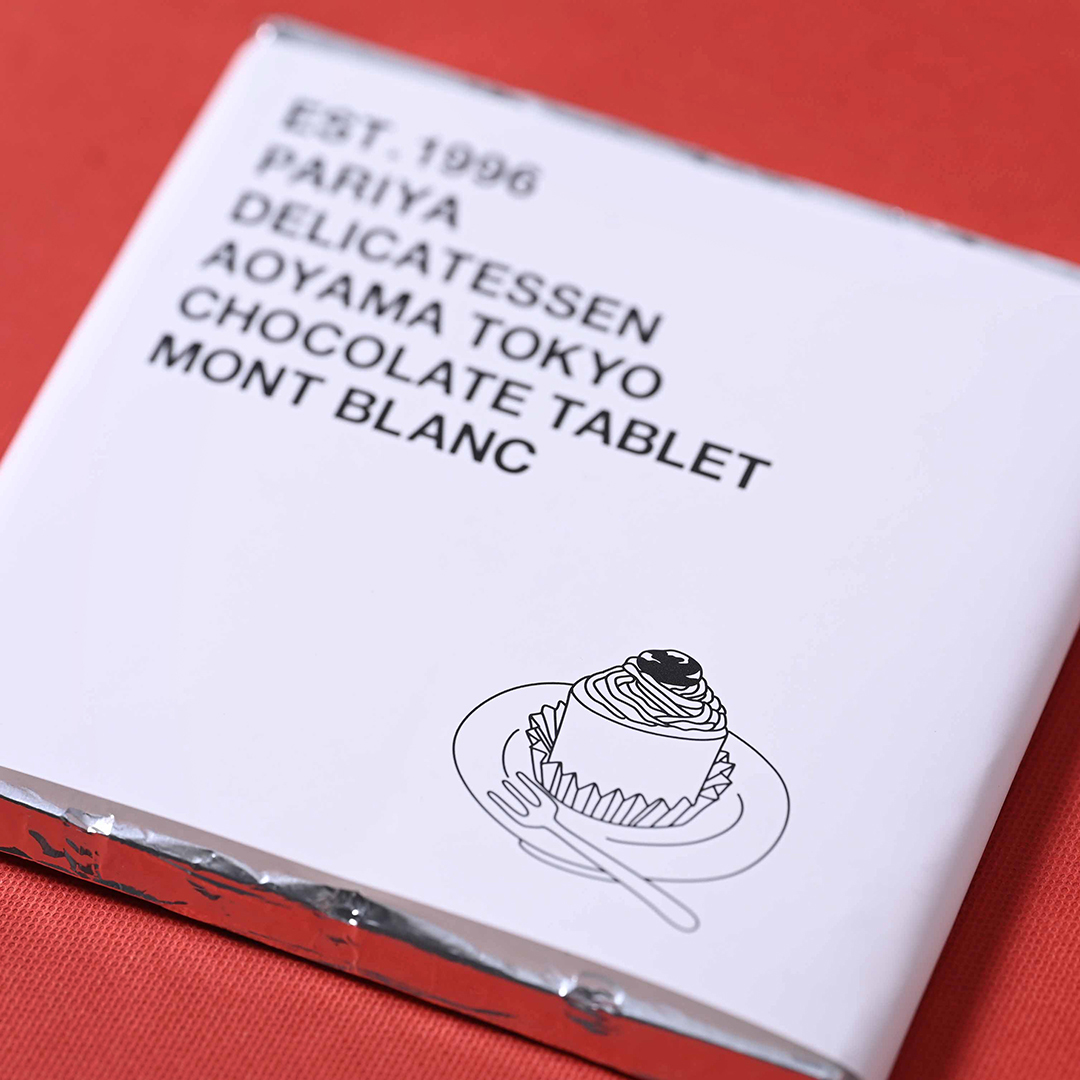 EST. 1996
PARIYA
DELICATESSEN
AOYAMA TOKYO
CHOCOLATE TABLET
MONT BLANC